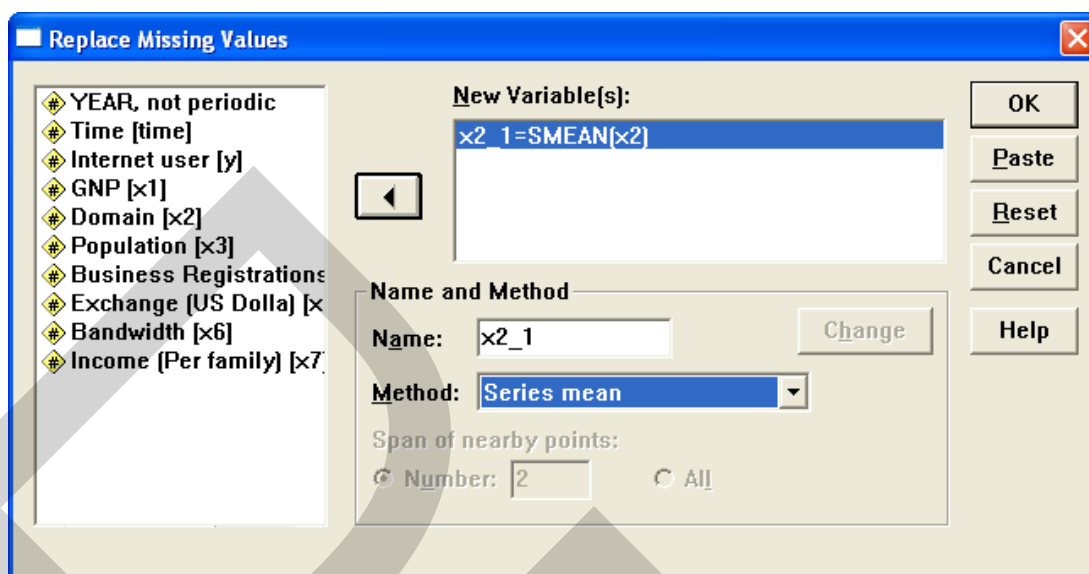 Replace Missing Values
YEAR, not periodic
Time [time]
Internet user [y]
GNP [x1]
Domain [x2]
Population [x3]
Business Registrations
Exchange (US Dolla) [x
Bandwidth [x6]
Income (Per family) [x7]
New Variable(s):
x2_1=SMEAN(x2)
Name and Method
Name: x2_1
Change
Method: Series mean
Span of nearby points:
Number: 2
All
OK
Paste
Reset
Cancel
Help